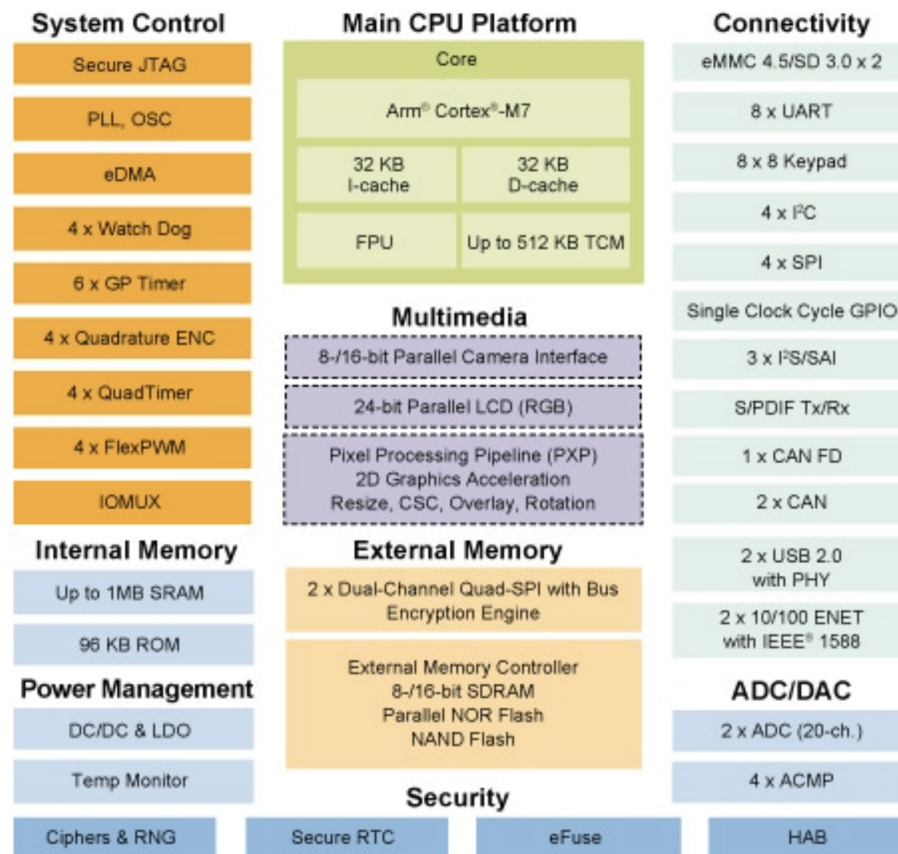 System Control
Secure JTAG
PLL, OSC
eDMA
4 x Watch Dog
6 x GP Timer
4 x Quadrature ENC
4 x QuadTimer
4 x FlexPWM
IOMUX
Internal Memory
Up to 1MB SRAM
96 KB ROM
Power Management
DC/DC & LDO
Temp Monitor
Main CPU Platform
Core
Arm® Cortex®-M7
32 KB
I-cache
32 KB
D-cache
FPU
Up to 512 KB TCM
Multimedia
8-/16-bit Parallel Camera Interface
24-bit Parallel LCD (RGB)
Pixel Processing Pipeline (PXP)
2D Graphics Acceleration
Resize, CSC, Overlay, Rotation
External Memory
2 x Dual-Channel Quad-SPI with Bus
Encryption Engine
External Memory Controller
8-/16-bit SDRAM
Parallel NOR Flash
NAND Flash
Connectivity
eMMC 4.5/SD 3.0 x 2
8 x UART
8 x 8 Keypad
4 x I²C
4 x SPI
Single Clock Cycle GPIO
3 x I²S/SAI
S/PDIF Tx/Rx
1 x CAN FD
2 x CAN
2 x USB 2.0
with PHY
2 x 10/100 ENET
with IEEE® 1588
ADC/DAC
2 x ADC (20-ch.)
4 x ACMP
Security
Ciphers & RNG
Secure RTC
eFuse
HAB